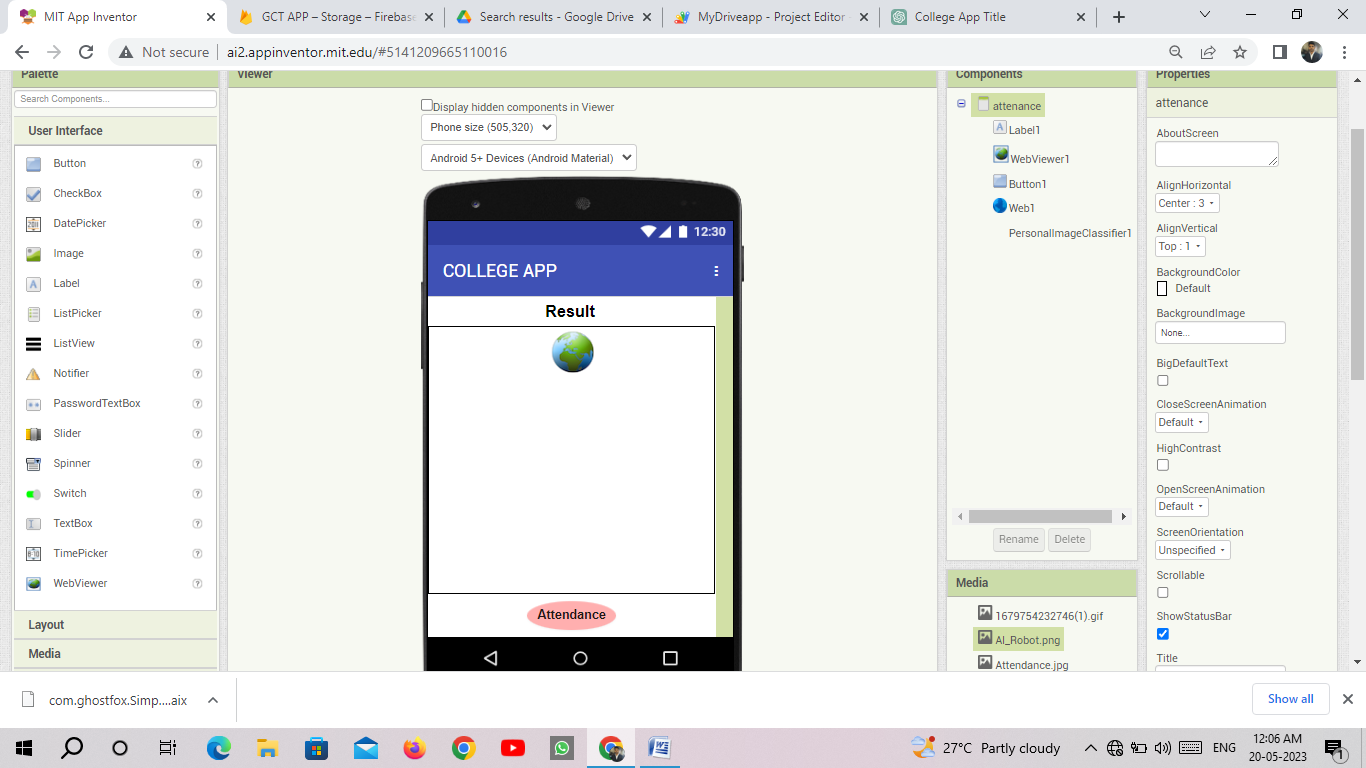 MIT App Inventor
GCT APP – Storage – Firebase
Search results - Google Drive
MyDriveapp - Project Editor
College App Title
Not secure
ai2.appinventor.mit.edu/#5141209665110016
Palette
Search Components...
User Interface
Button
CheckBox
DatePicker
Image
Label
ListPicker
ListView
Notifier
PasswordTextBox
Slider
Spinner
Switch
TextBox
TimePicker
WebViewer
Layout
Media
Viewer
Display hidden components in Viewer
Phone size (505,320)
Android 5+ Devices (Android Material)
12:30
COLLEGE APP
Result
Attendance
Components
attenance
Label1
WebViewer1
Button1
Web1
PersonalImageClassifier1
Rename
Delete
Media
1679754232746(1).gif
AI_Robot.png
Attendance.jpg
Properties
attenance
AboutScreen
AlignHorizontal
Center : 3
AlignVertical
Top : 1
BackgroundColor
Default
BackgroundImage
None...
BigDefaultText
CloseScreenAnimation
Default
HighContrast
OpenScreenAnimation
Default
ScreenOrientation
Unspecified
Scrollable
ShowStatusBar
Title
com.ghostfox.Simp....aix
Show all
27°C Partly cloudy
ENG
12:06 AM
20-05-2023
1